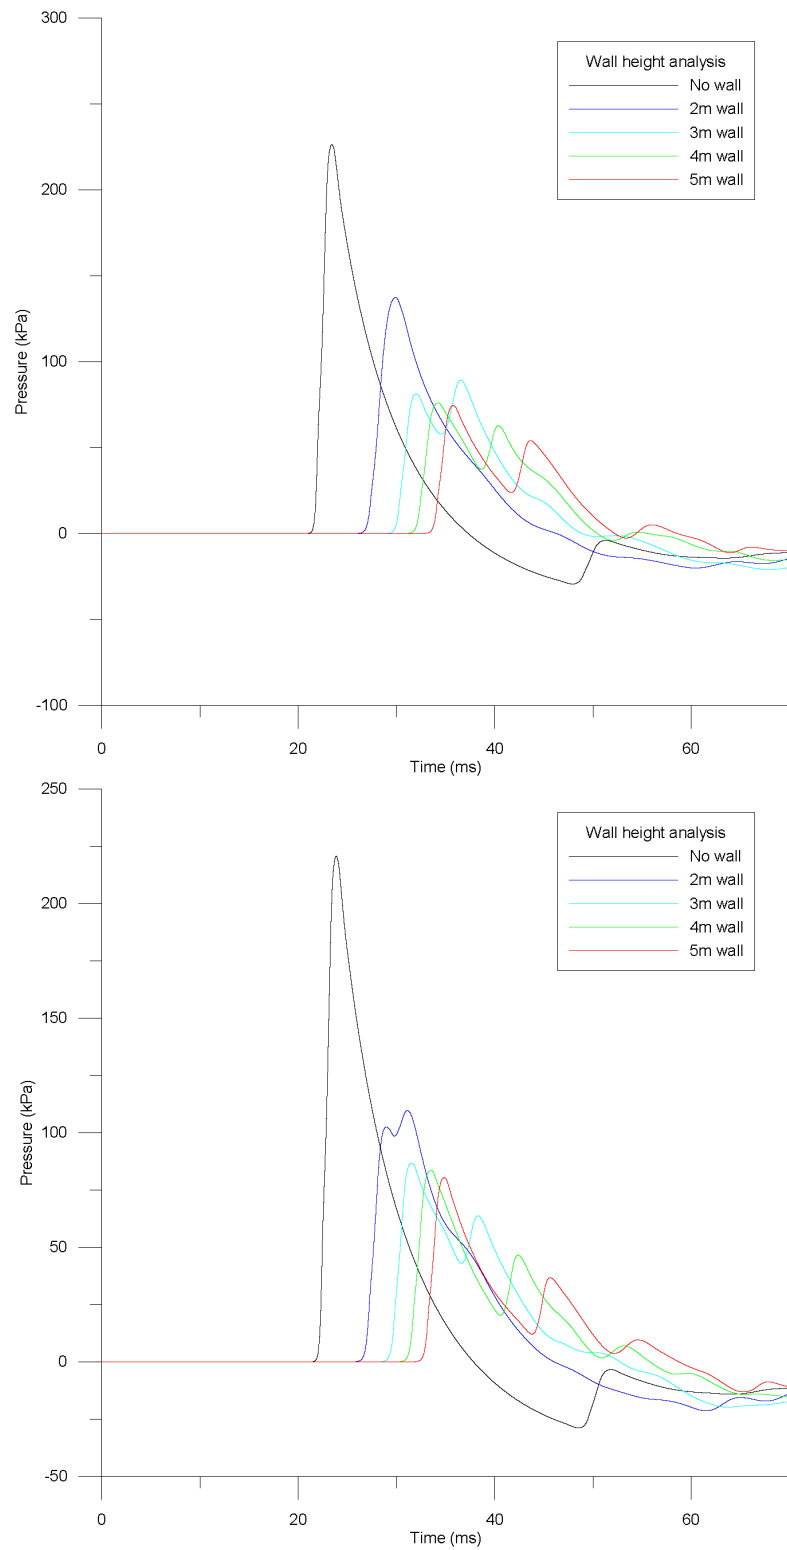 300
200
100
0
-100
Pressure (kPa)
Wall height analysis
No wall
2m wall
3m wall
4m wall
5m wall
0 20 40 60
Time (ms)
250
200
150
100
50
0
-50
Pressure (kPa)
Wall height analysis
No wall
2m wall
3m wall
4m wall
5m wall
0 20 40 60
Time (ms)